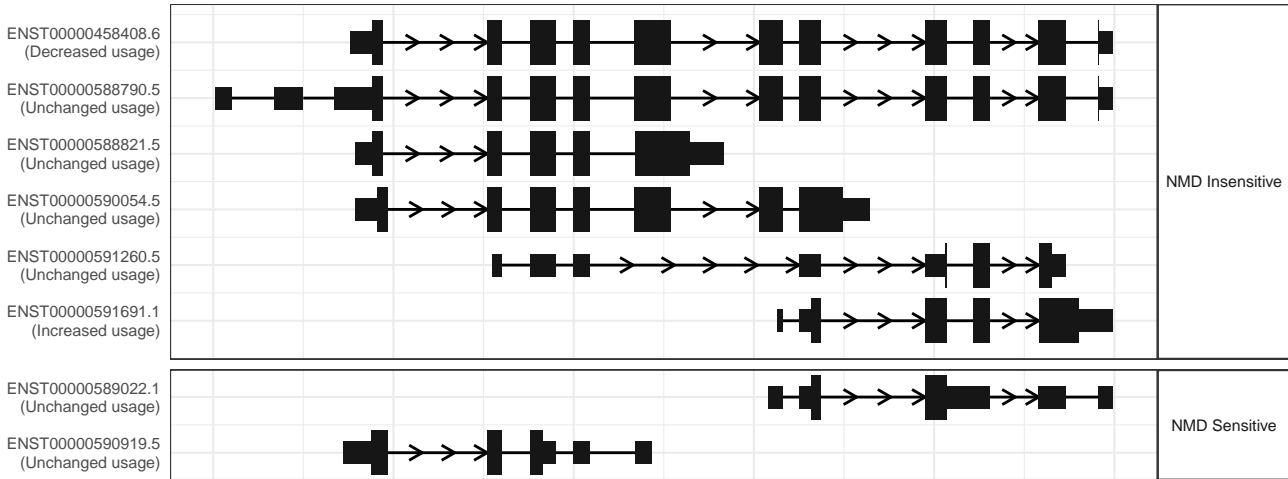 ENST00000458408.6
(Decreased usage)
ENST00000588790.5
(Unchanged usage)
ENST00000588821.5
(Unchanged usage)
ENST00000590054.5
(Unchanged usage)
ENST00000591260.5
(Unchanged usage)
ENST00000591691.1
(Increased usage)
NMD Insensitive
ENST00000589022.1
(Unchanged usage)
ENST00000590919.5
(Unchanged usage)
NMD Sensitive